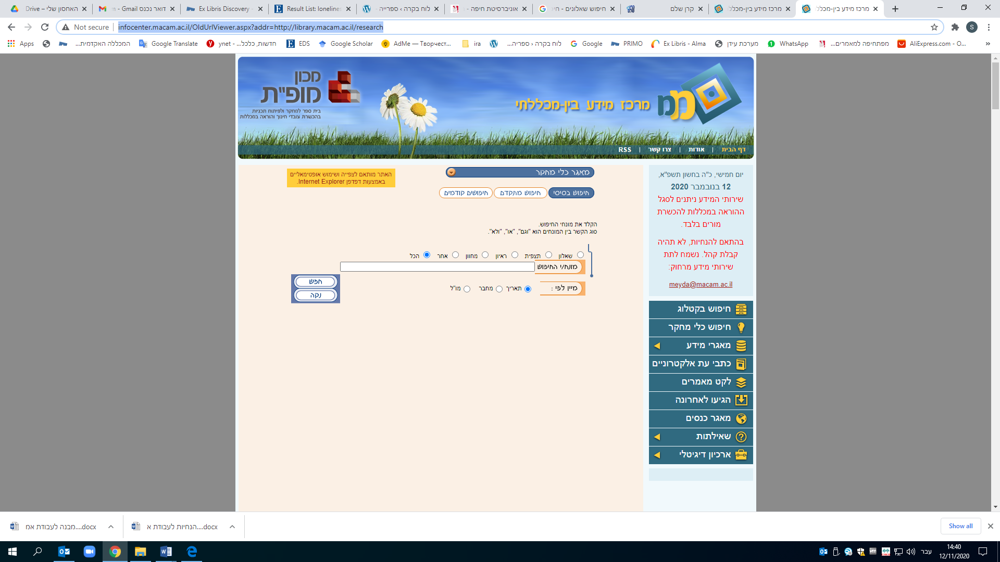 האחסון שלי – Drive
דואר נכנס - Gmail - m
Ex Libris Discovery -
Result List: lonelines
לוח בקרה ‹ ספרייה -
אוניברסיטת חיפה -
חיפוש שאלונים - חי
קרן שלם
מרכז מידע בין-מכלל
מרכז מידע בין-מכלל
Not secure
infocenter.macam.ac.il/OldUrlViewer.aspx?addr=http://library.macam.ac.il/research
S
Apps
המכללה האקדמית...
Google Translate
ynet - חדשות, כלכל...
EDS
Google Scholar
AdMe — Творчест...
ira
לוח בקרה ‹ ספריה...
Google
PRIMO
Ex Libris - Alma
מערכת עידן
WhatsApp
מפתחיפה למאמרים...
AliExpress.com - O...
»
מכון
מופ"ת
בית ספר למחקר ולפיתוח תכניות
בהכשרת עובדי חינוך והוראה במכללות
ממ
מרכז מידע בין-מכללתי
דף הבית | אודות | צרו קשר | RSS
האתר מותאם לצפייה ושימוש אופטימאליים
באמצעות דפדפן Internet Explorer.
מאגר כלי מחקר
חיפוש בסיסי
חיפוש מתקדם
חיפושים קודמים
הקלד את מונחי החיפוש.
סוג הקשר בין המונחים הוא "וגם", "או", "ולא".
שאלון תצפית ראיון מחוון אחר הכל
מונח/י החיפוש
מיין לפי :
תאריך מחבר מו"ל
חפש
נקה
יום חמישי, כ"ה בחשון תשפ"א,
12 בנובמבר 2020
שירותי המידע ניתנים לסגל
ההוראה במכללות להכשרת
מורים בלבד.
בהתאם להנחיות, לא תהיה
קבלת קהל. נשמח לתת
שירותי מידע מרחוק:
meyda@macam.ac.il
חיפוש בקטלוג
חיפוש כלי מחקר
מאגרי מידע
כתבי עת אלקטרוניים
לקט מאמרים
הגיעו לאחרונה
מאגר כנסים
שאילתות
ארכיון דיגיטלי
מבנה לעבודת אמ....docx
הנחיות לעבודת א....docx
Show all
עבר
14:40
12/11/2020